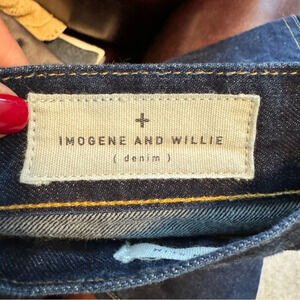 +
IMOGENE AND WILLIE
( denim )